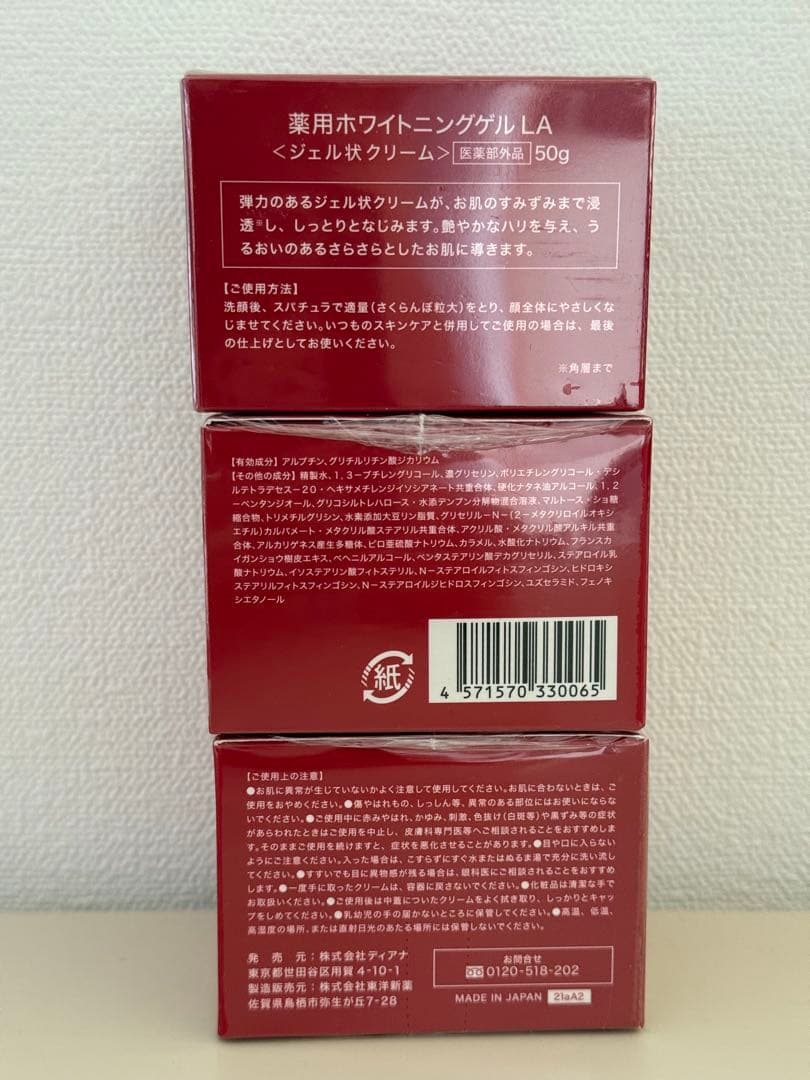 薬用ホワイトニングゲル LA
＜ジェル状クリーム＞ 医薬部外品 50g
弾力のあるジェル状クリームが、お肌のすみずみまで浸
透※し、しっとりとなじみます。艶やかなハリを与え、う
るおいのあるさらさらとしたお肌に導きます。
【ご使用方法】
洗顔後、スパチュラで適量（さくらんぼ粒大）をとり、顔全体にやさしくな
じませてください。いつものスキンケアと併用してご使用の場合は、最後
の仕上げとしてお使いください。
※角層まで
【有効成分】 アルブチン、グリチルリチン酸ジカリウム
【その他の成分】 精製水、1,3ーブチレングリコール、濃グリセリン、ポリエチレングリコール・デシ
ルテトラデセスー20・ヘキサメチレンジイソシアネート共重合体、硬化ナタネ油アルコール、1,2
ーペンタンジオール、グリコシルトレハロース・水添デンプン分解物混合溶液、マルトース・ショ糖
縮合物、トリメチルグリシン、水素添加大豆リン脂質、グリセリルーNー（2ーメタクリロイルオキシ
エチル）カルバメート・メタクリル酸ステアリル共重合体、アクリル酸・メタクリル酸アルキル共重
合体、アルカリゲネス産生多糖体、ピロ亜硫酸ナトリウム、カラメル、水酸化ナトリウム、フランスカ
イガンショウ樹皮エキス、ベヘニルアルコール、ペンタステアリン酸デカグリセリル、ステアロイル乳
酸ナトリウム、イソステアリン酸フィトステリル、Nーステアロイルフィトスフィンゴシン、ヒドロキシ
ステアリルフィトスフィンゴシン、Nーステアロイルジヒドロスフィンゴシン、ユズセラミド、フェノキ
シエタノール
紙
4 571570 330065
【ご使用上の注意】
●お肌に異常が生じていないかよく注意して使用してください。お肌に合わないときは、ご
使用をおやめください。●傷やはれもの、しっしん等、異常のある部位にはお使いにならな
いでください。●ご使用中に赤みやはれ、かゆみ、刺激、色抜け（白斑等）や黒ずみ等の症状
があらわれたときはご使用を中止し、皮膚科専門医等へご相談されることをおすすめしま
す。そのままご使用を続けますと、症状を悪化させることがあります。●目や口に入らない
ようにご注意ください。入った場合は、こすらずにすぐ水またはぬるま湯で充分に洗い流し
てください。●すすいでも目に異物感が残る場合は、眼科医にご相談されることをおすすめ
します。●一度手に取ったクリームは、容器に戻さないでください。●化粧品は清潔な手で
お取扱いください。●ご使用後は中蓋についたクリームをよく拭き取り、しっかりとキャッ
プをしめてください。●乳幼児の手の届かないところに保管してください。●高温、低温、
高湿度の場所、または直射日光のあたる場所には保管しないでください。
発 売 元：株式会社ディアナ
東京都世田谷区用賀 4-10-1
製造販売元：株式会社東洋新薬
佐賀県鳥栖市弥生が丘7-28
お問合せ
0120-518-202
MADE IN JAPAN 21aA2